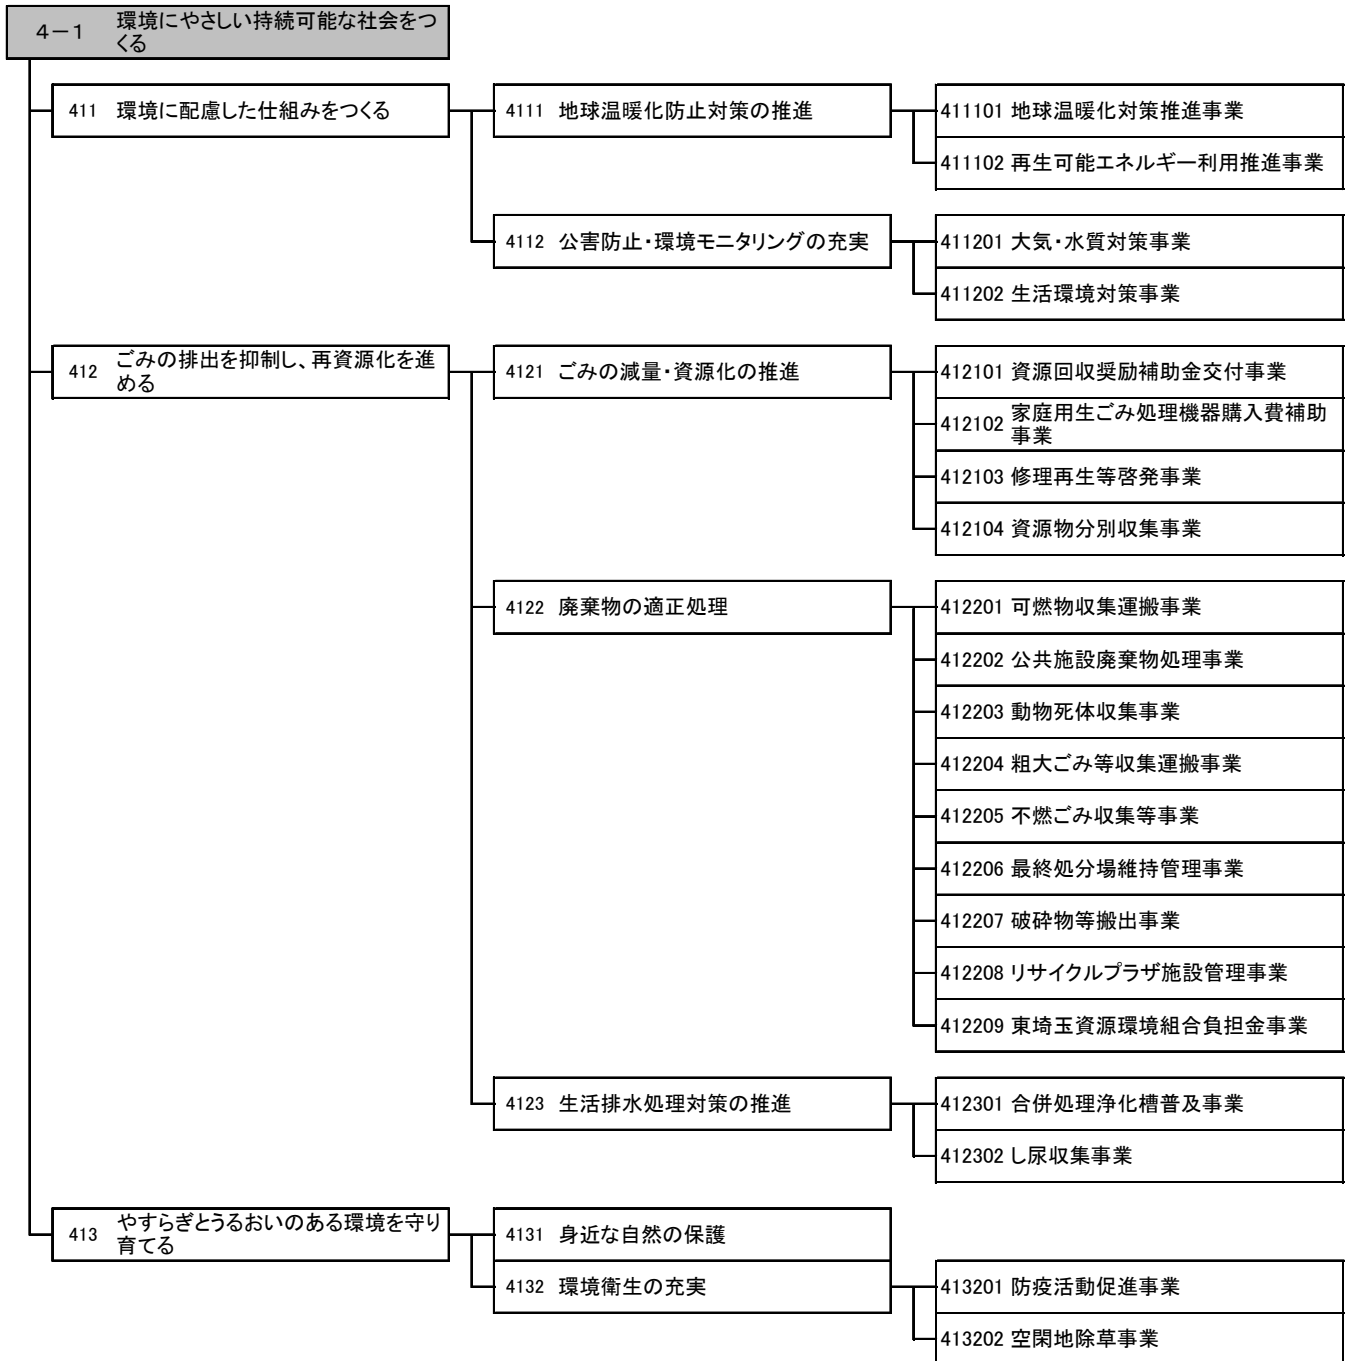 4－1 環境にやさしい持続可能な社会をつ
くる
411 環境に配慮した仕組みをつくる
4111 地球温暖化防止対策の推進
411101 地球温暖化対策推進事業
411102 再生可能エネルギー利用推進事業
4112 公害防止・環境モニタリングの充実
411201 大気・水質対策事業
411202 生活環境対策事業
412 ごみの排出を抑制し、再資源化を進
める
4121 ごみの減量・資源化の推進
412101 資源回収奨励補助金交付事業
412102 家庭用生ごみ処理機器購入費補助
事業
412103 修理再生等啓発事業
412104 資源物分別収集事業
4122 廃棄物の適正処理
412201 可燃物収集運搬事業
412202 公共施設廃棄物処理事業
412203 動物死体収集事業
412204 粗大ごみ等収集運搬事業
412205 不燃ごみ収集等事業
412206 最終処分場維持管理事業
412207 破砕物等搬出事業
412208 リサイクルプラザ施設管理事業
412209 東埼玉資源環境組合負担金事業
4123 生活排水処理対策の推進
412301 合併処理浄化槽普及事業
412302 し尿収集事業
413 やすらぎとうるおいのある環境を守り
育てる
4131 身近な自然の保護
4132 環境衛生の充実
413201 防疫活動促進事業
413202 空閑地除草事業